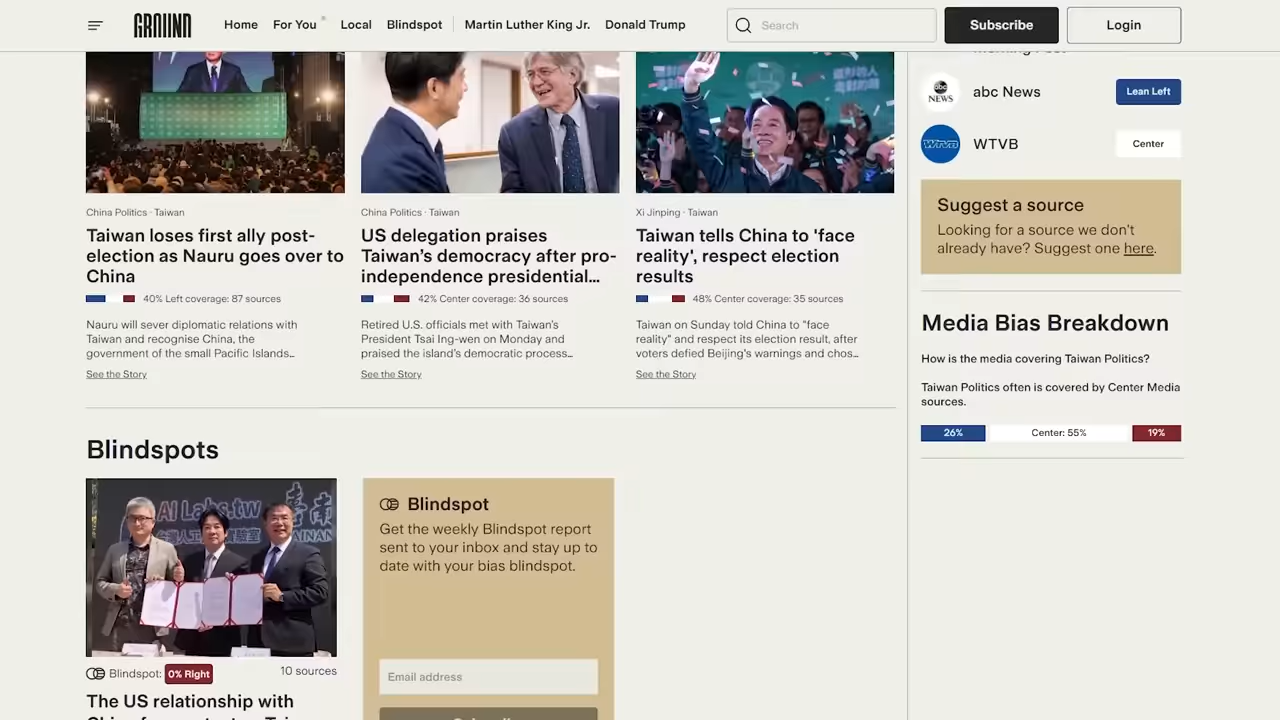 GROUND
Home
For You
Local
Blindspot
Martin Luther King Jr.
Donald Trump
Search
Subscribe
Login
abc NEWS
abc News
Lean Left
WTVB
WTVB
Center
Suggest a source
Looking for a source we don't
already have? Suggest one here.
Media Bias Breakdown
How is the media covering Taiwan Politics?
Taiwan Politics often is covered by Center Media
sources.
26%
Center: 55%
19%
China Politics · Taiwan
Taiwan loses first ally post-
election as Nauru goes over to
China
40% Left coverage: 87 sources
Nauru will sever diplomatic relations with
Taiwan and recognise China, the
government of the small Pacific Islands...
See the Story
China Politics · Taiwan
US delegation praises
Taiwan’s democracy after pro-
independence presidential...
42% Center coverage: 36 sources
Retired U.S. officials met with Taiwan’s
President Tsai Ing-wen on Monday and
praised the island’s democratic process...
See the Story
Xi Jinping · Taiwan
Taiwan tells China to 'face
reality', respect election
results
48% Center coverage: 35 sources
Taiwan on Sunday told China to "face
reality" and respect its election result, after
voters defied Beijing's warnings and chos...
See the Story
Blindspots
AI Labs.tw
TAINAN
Blindspot: 0% Right
10 sources
The US relationship with
Blindspot
Get the weekly Blindspot report
sent to your inbox and stay up to
date with your bias blindspot.
Email address